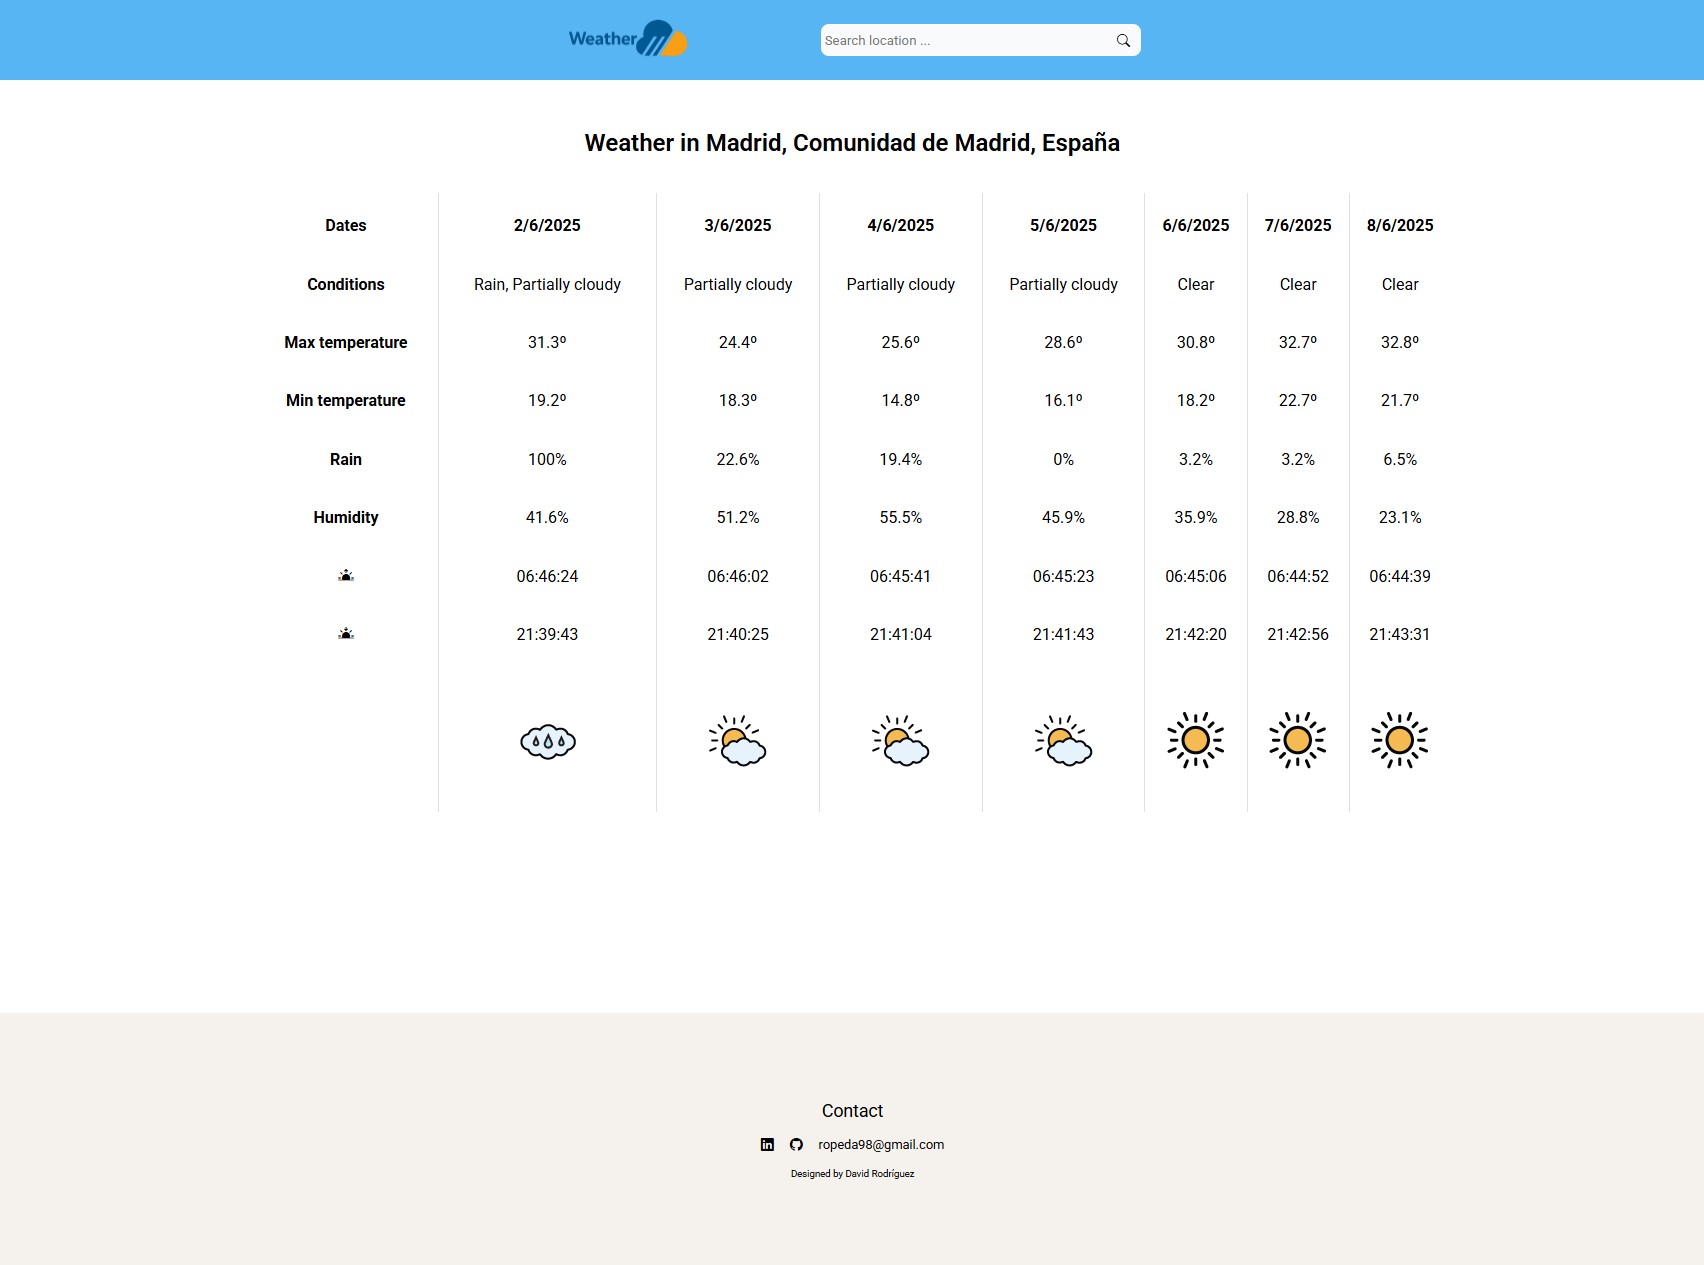 Weather
Search location ...
Weather in Madrid, Comunidad de Madrid, España
Dates 2/6/2025 3/6/2025 4/6/2025 5/6/2025 6/6/2025 7/6/2025 8/6/2025
Conditions Rain, Partially cloudy Partially cloudy Partially cloudy Partially cloudy Clear Clear Clear
Max temperature 31.3º 24.4º 25.6º 28.6º 30.8º 32.7º 32.8º
Min temperature 19.2º 18.3º 14.8º 16.1º 18.2º 22.7º 21.7º
Rain 100% 22.6% 19.4% 0% 3.2% 3.2% 6.5%
Humidity 41.6% 51.2% 55.5% 45.9% 35.9% 28.8% 23.1%
06:46:24 06:46:02 06:45:41 06:45:23 06:45:06 06:44:52 06:44:39
21:39:43 21:40:25 21:41:04 21:41:43 21:42:20 21:42:56 21:43:31
Contact
ropeda98@gmail.com
Designed by David Rodríguez